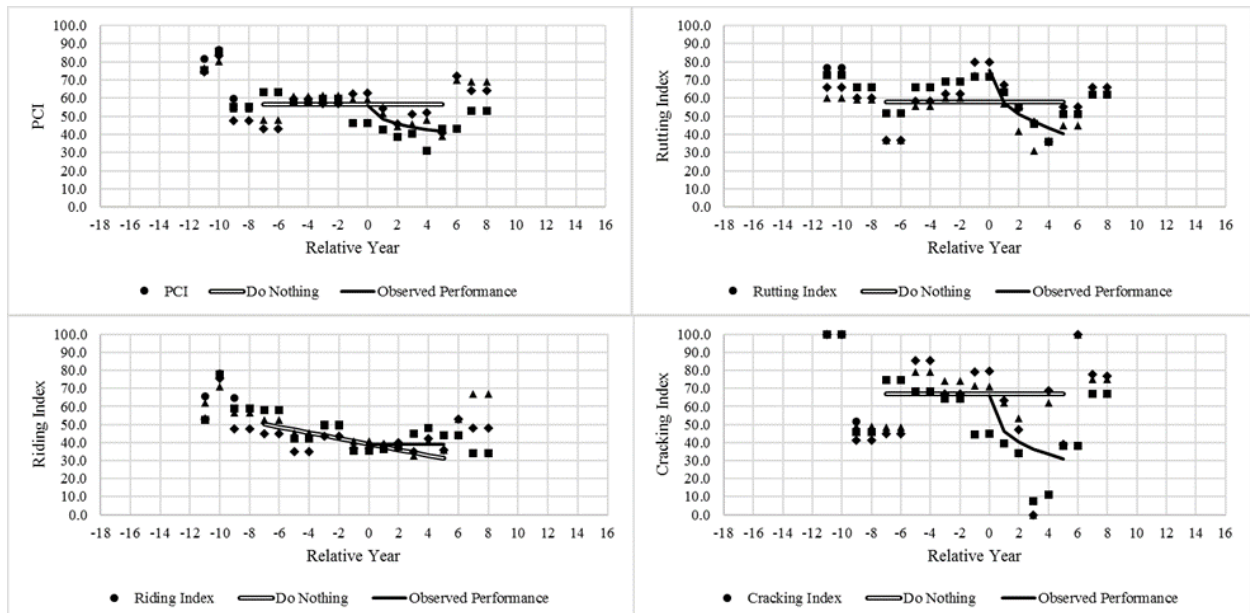 100.0
90.0
80.0
70.0
60.0
50.0
40.0
30.0
20.0
10.0
0.0
PCI
-18 -16 -14 -12 -10 -8 -6 -4 -2 0 2 4 6 8 10 12 14 16
Relative Year
PCI Do Nothing Observed Performance
100.0
90.0
80.0
70.0
60.0
50.0
40.0
30.0
20.0
10.0
0.0
Rutting Index
-18 -16 -14 -12 -10 -8 -6 -4 -2 0 2 4 6 8 10 12 14 16
Relative Year
Rutting Index Do Nothing Observed Performance
100.0
90.0
80.0
70.0
60.0
50.0
40.0
30.0
20.0
10.0
0.0
Riding Index
-18 -16 -14 -12 -10 -8 -6 -4 -2 0 2 4 6 8 10 12 14 16
Relative Year
Riding Index Do Nothing Observed Performance
100.0
90.0
80.0
70.0
60.0
50.0
40.0
30.0
20.0
10.0
0.0
Cracking Index
-18 -16 -14 -12 -10 -8 -6 -4 -2 0 2 4 6 8 10 12 14 16
Relative Year
Cracking Index Do Nothing Observed Performance